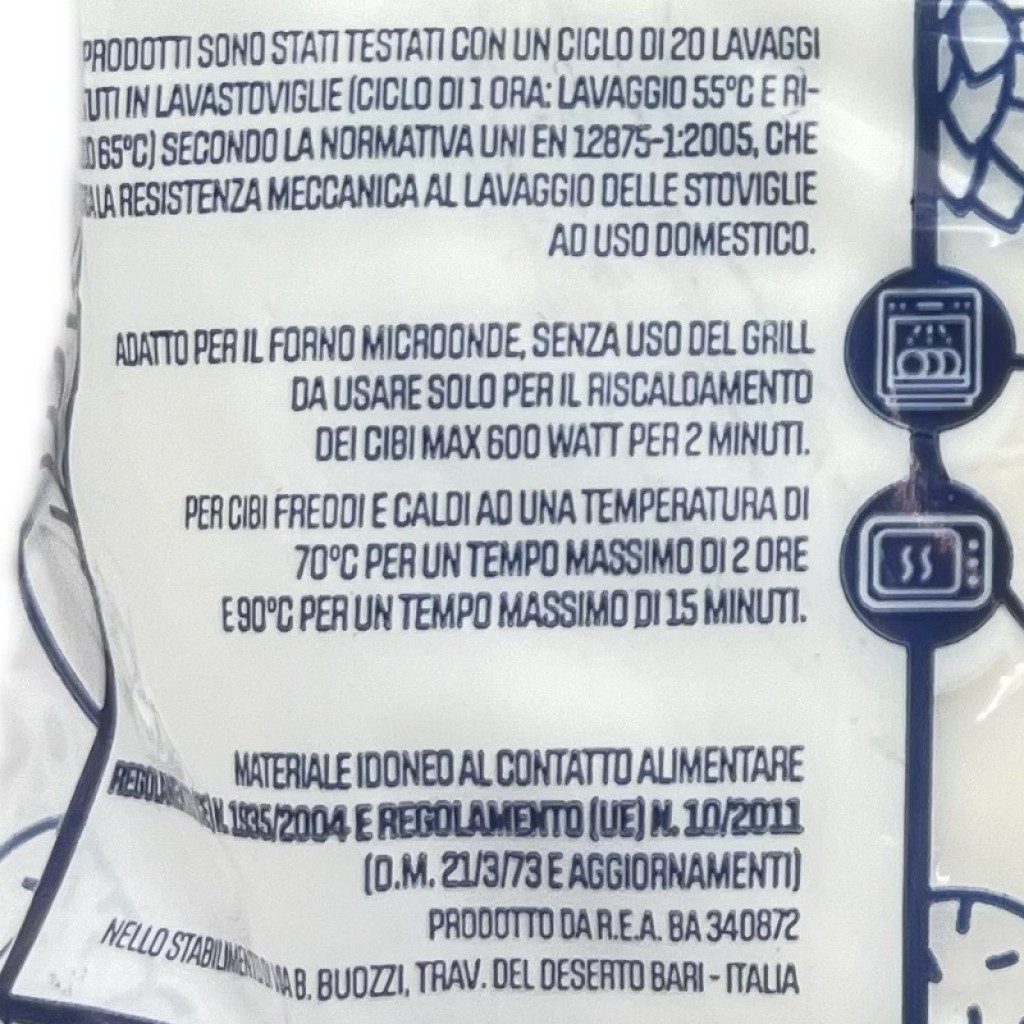 PRODOTTI SONO STATI TESTATI CON UN CICLO DI 20 LAVAGGI
UTI IN LAVASTOVIGLIE (CICLO DI 1 ORA: LAVAGGIO 55°C E RI-
65°C) SECONDO LA NORMATIVA UNI EN 12875-1:2005, CHE
LA RESISTENZA MECCANICA AL LAVAGGIO DELLE STOVIGLIE
AD USO DOMESTICO.
ADATTO PER IL FORNO MICROONDE, SENZA USO DEL GRILL
DA USARE SOLO PER IL RISCALDAMENTO
DEI CIBI MAX 600 WATT PER 2 MINUTI.
PER CIBI FREDDI E CALDI AD UNA TEMPERATURA DI
70°C PER UN TEMPO MASSIMO DI 2 ORE
E 90°C PER UN TEMPO MASSIMO DI 15 MINUTI.
MATERIALE IDONEO AL CONTATTO ALIMENTARE
N. 1935/2004 E REGOLAMENTO (UE) N. 10/2011
(D.M. 21/3/73 E AGGIORNAMENTI)
PRODOTTO DA R.E.A. BA 340872
NELLO STABILIMENTO DI VIA B. BUOZZI, TRAV. DEL DESERTO BARI - ITALIA